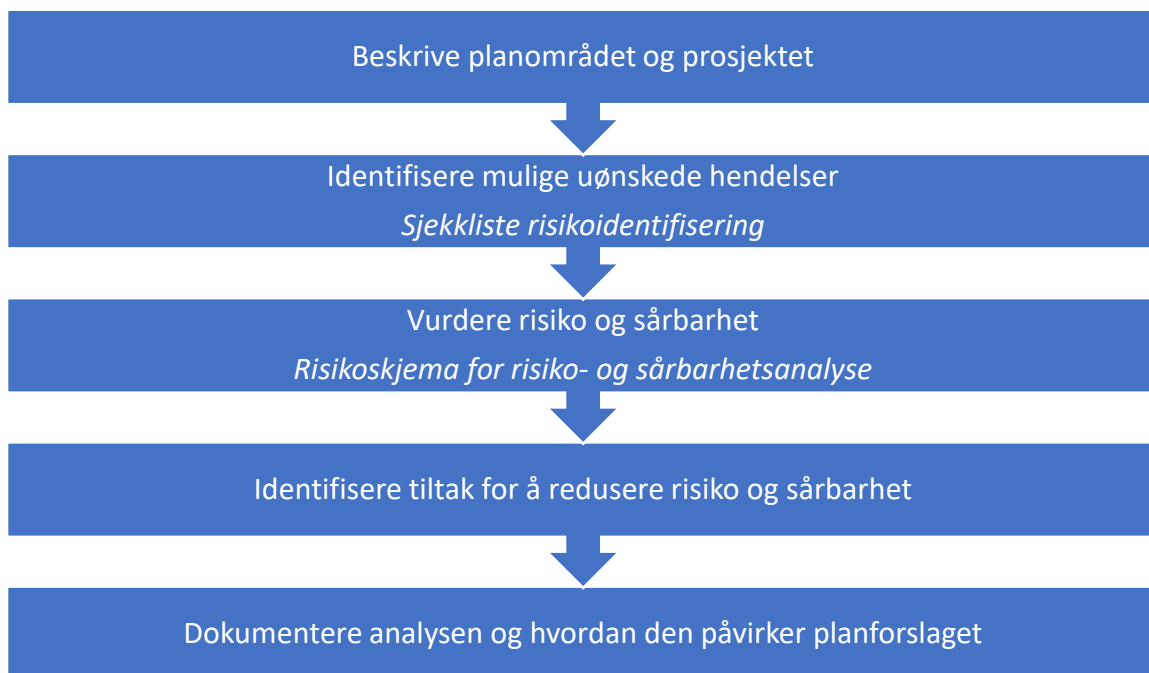 Beskrive planområdet og prosjektet
Identifisere mulige uønskede hendelser
Sjekkliste risikoidentifisering
Vurdere risiko og sårbarhet
Risikoskjema for risiko- og sårbarhetsanalyse
Identifisere tiltak for å redusere risiko og sårbarhet
Dokumentere analysen og hvordan den påvirker planforslaget